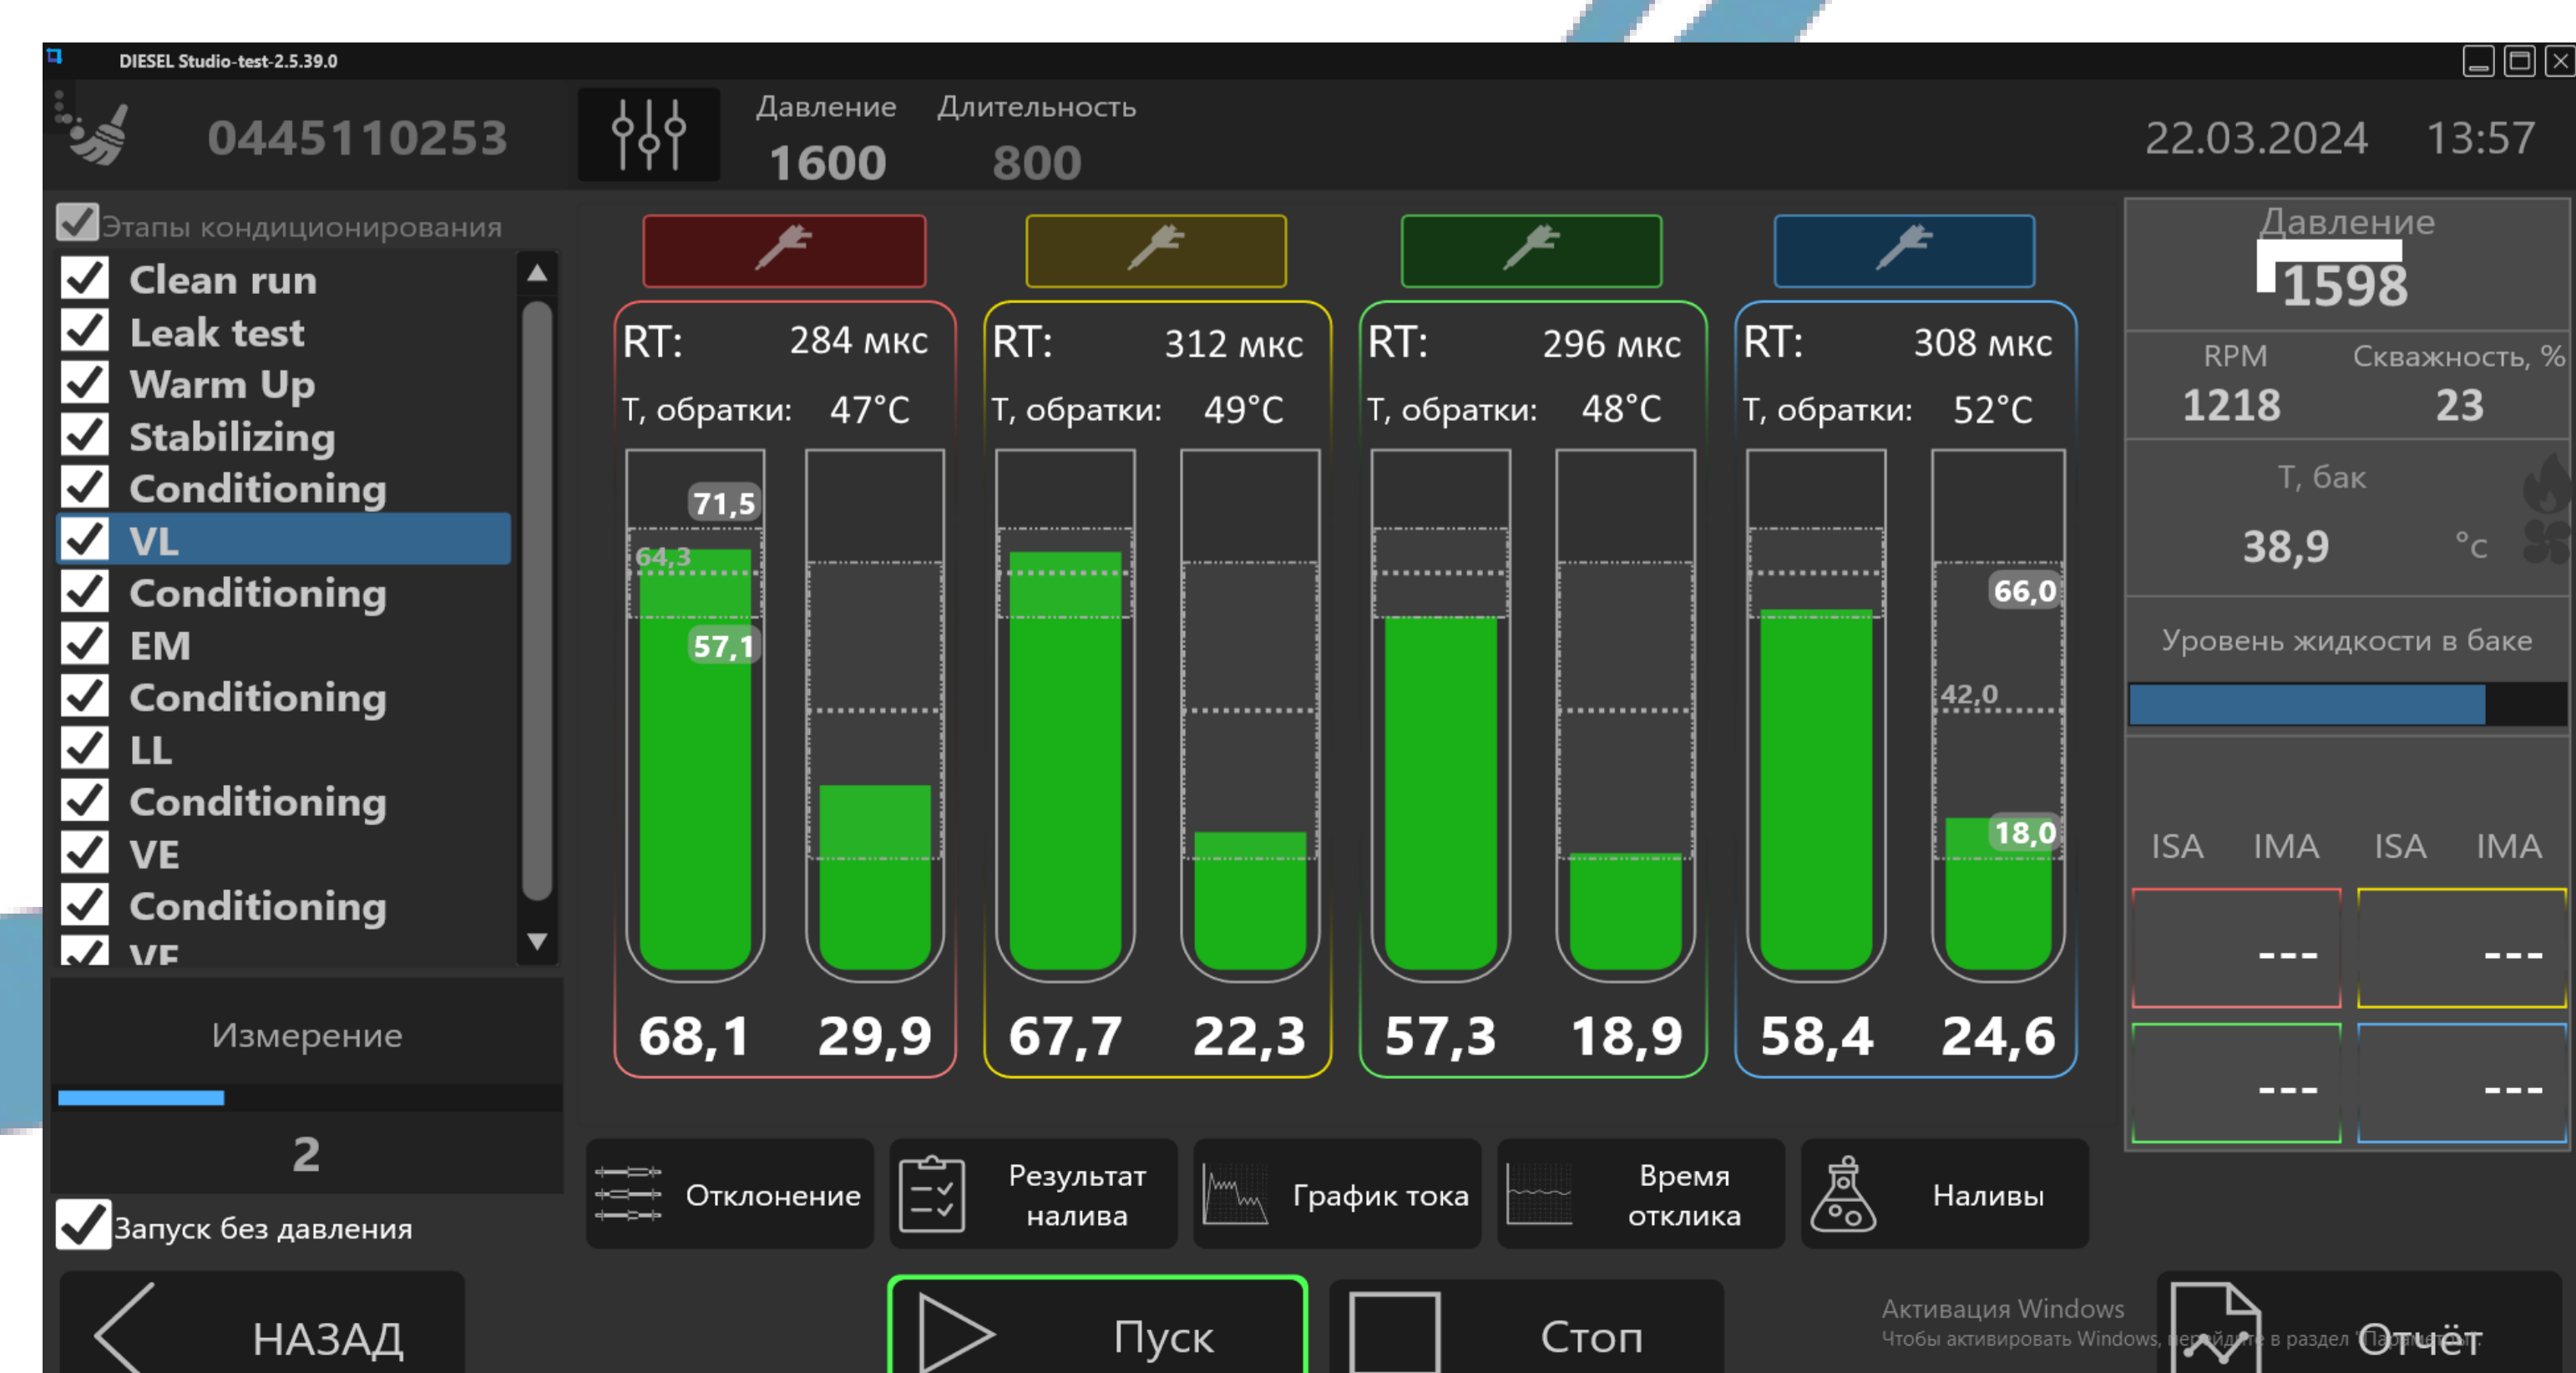 DIESEL Studio-test-2.5.39.0
0445110253
Давление
1600
Длительность
800
22.03.2024 13:57
Этапы кондиционирования
Clean run
Leak test
Warm Up
Stabilizing
Conditioning
VL
Conditioning
EM
Conditioning
LL
Conditioning
VE
Conditioning
Измерение
2
Запуск без давления
RT: 284 мкс
Т, обратки: 47°C
71,5
64,3
57,1
68,1 29,9
RT: 312 мкс
Т, обратки: 49°C
67,7 22,3
RT: 296 мкс
Т, обратки: 48°C
57,3 18,9
RT: 308 мкс
Т, обратки: 52°C
66,0
42,0
18,0
58,4 24,6
Давление
1598
RPM Скважность, %
1218 23
Т, бак
38,9 °c
Уровень жидкости в баке
ISA IMA ISA IMA
--- ---
--- ---
Отклонение
Результат
налива
График тока
Время
отклика
Наливы
НАЗАД
Пуск
Стоп
Отчёт
Активация Windows
Чтобы активировать Windows, перейдите в раздел "Параметры".